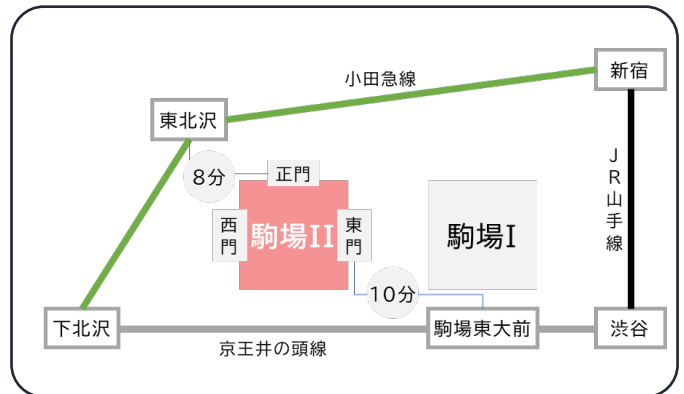 新宿
小田急線
東北沢
8分
正門
JR山手線
西門
駒場II
東門
駒場I
10分
下北沢
京王井の頭線
駒場東大前
渋谷